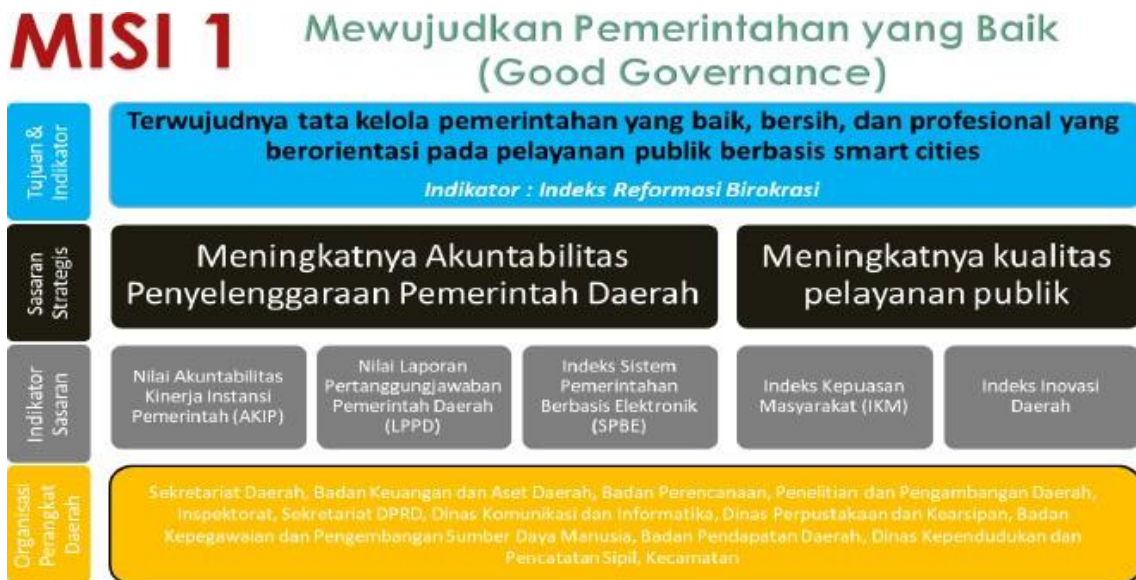 MISI 1
Mewujudkan Pemerintahan yang Baik
(Good Governance)
Tujuan &
Indikator
Terwujudnya tata kelola pemerintahan yang baik, bersih, dan profesional yang
berorientasi pada pelayanan publik berbasis smart cities
Indikator : Indeks Reformasi Birokrasi
Sasaran
Strategis
Meningkatnya Akuntabilitas
Penyelenggaraan Pemerintah Daerah
Meningkatnya kualitas
pelayanan publik
Indikator
Sasaran
Nilai Akuntabilitas
Kinerja Instansi
Pemerintah (AKIP)
Nilai Laporan
Pertanggungjawaban
Pemerintah Daerah
(LPPD)
Indeks Sistem
Pemerintahan
Berbasis Elektronik
(SPBE)
Indeks Kepuasan
Masyarakat (IKM)
Indeks Inovasi
Daerah
Organisasi
Perangkat
Daerah
Sekretariat Daerah, Badan Keuangan dan Aset Daerah, Badan Perencanaan, Penelitian dan Pengambangan Daerah,
Inspektorat, Sekretariat DPRD, Dinas Komunikasi dan Informatika, Dinas Perpustakaan dan Kearsipan, Badan
Kepegawaian dan Pengembangan Sumber Daya Manusia, Badan Pendapatan Daerah, Dinas Kependudukan dan
Pencatatan Sipil, Kecamatan